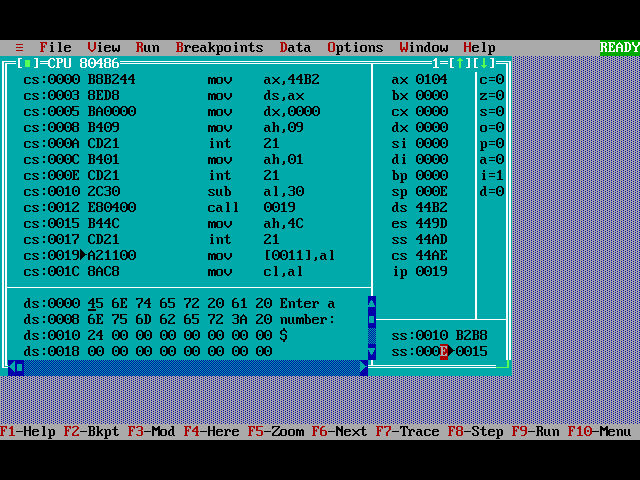 ≡ File View Run Breakpoints Data Options Window Help READY
[■]=CPU 80486 1=[↑][↓]
cs:0000 B8B244 mov ax,44B2 ax 0104 c=0
cs:0003 8ED8 mov ds,ax bx 0000 z=0
cs:0005 BA0000 mov dx,0000 cx 0000 s=0
cs:0008 B409 mov ah,09 dx 0000 o=0
cs:000A CD21 int 21 si 0000 p=0
cs:000C B401 mov ah,01 di 0000 a=0
cs:000E CD21 int 21 bp 0000 i=1
cs:0010 2C30 sub al,30 sp 000E d=0
cs:0012 E80400 call 0019 ds 44B2
cs:0015 B44C mov ah,4C es 449D
cs:0017 CD21 int 21 ss 44AD
cs:0019►A21100 mov [0011],al cs 44AE
cs:001C 8AC8 mov cl,al ip 0019
ds:0000 45 6E 74 65 72 20 61 20 Enter a
ds:0008 6E 75 6D 62 65 72 3A 20 number:
ds:0010 24 00 00 00 00 00 00 00 $ ss:0010 B2B8
ds:0018 00 00 00 00 00 00 00 00 ss:000E►0015
F1-Help F2-Bkpt F3-Mod F4-Here F5-Zoom F6-Next F7-Trace F8-Step F9-Run F10-Menu